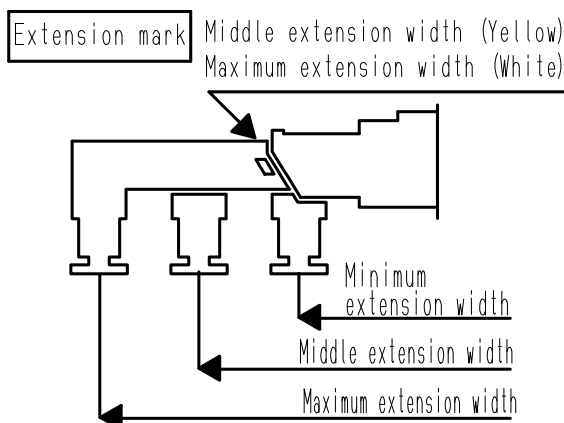 Extension mark
Middle extension width (Yellow)
Maximum extension width (White)
Minimum
extension width
Middle extension width
Maximum extension width